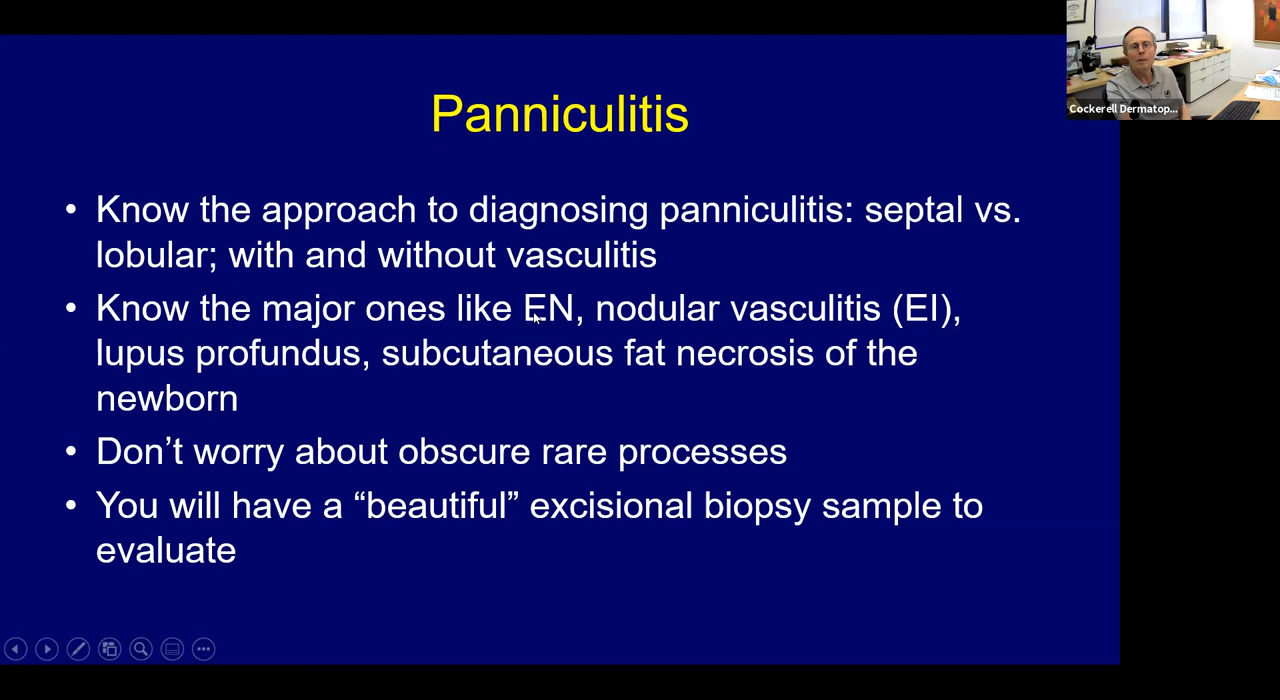 Panniculitis
• Know the approach to diagnosing panniculitis: septal vs.
lobular; with and without vasculitis
• Know the major ones like EN, nodular vasculitis (EI),
lupus profundus, subcutaneous fat necrosis of the
newborn
• Don’t worry about obscure rare processes
• You will have a “beautiful” excisional biopsy sample to
evaluate
Cockerell Dermatop...